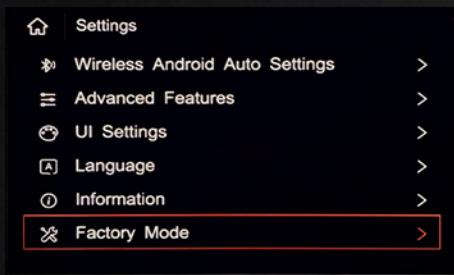 Settings
Wireless Android Auto Settings
Advanced Features
UI Settings
Language
Information
Factory Mode